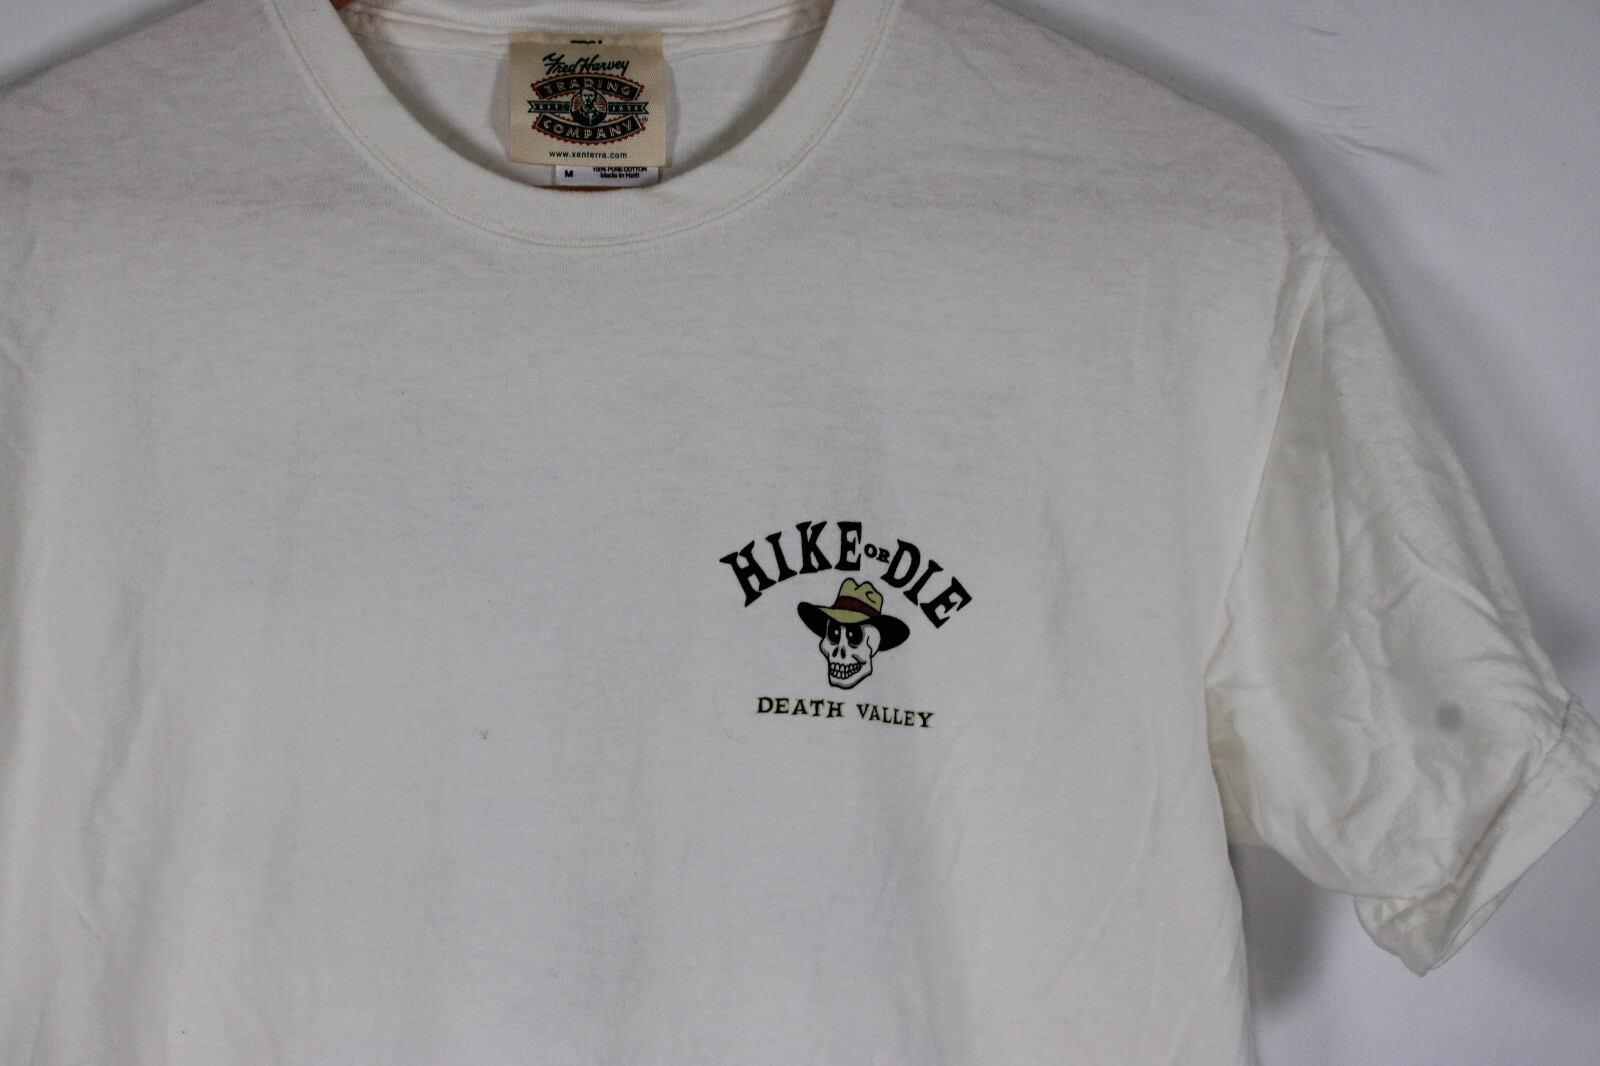 Fred Harvey
TRADING
COMPANY
www.xanterra.com
M 100% PURE COTTON
Made in Haiti
HIKE OR DIE
DEATH VALLEY